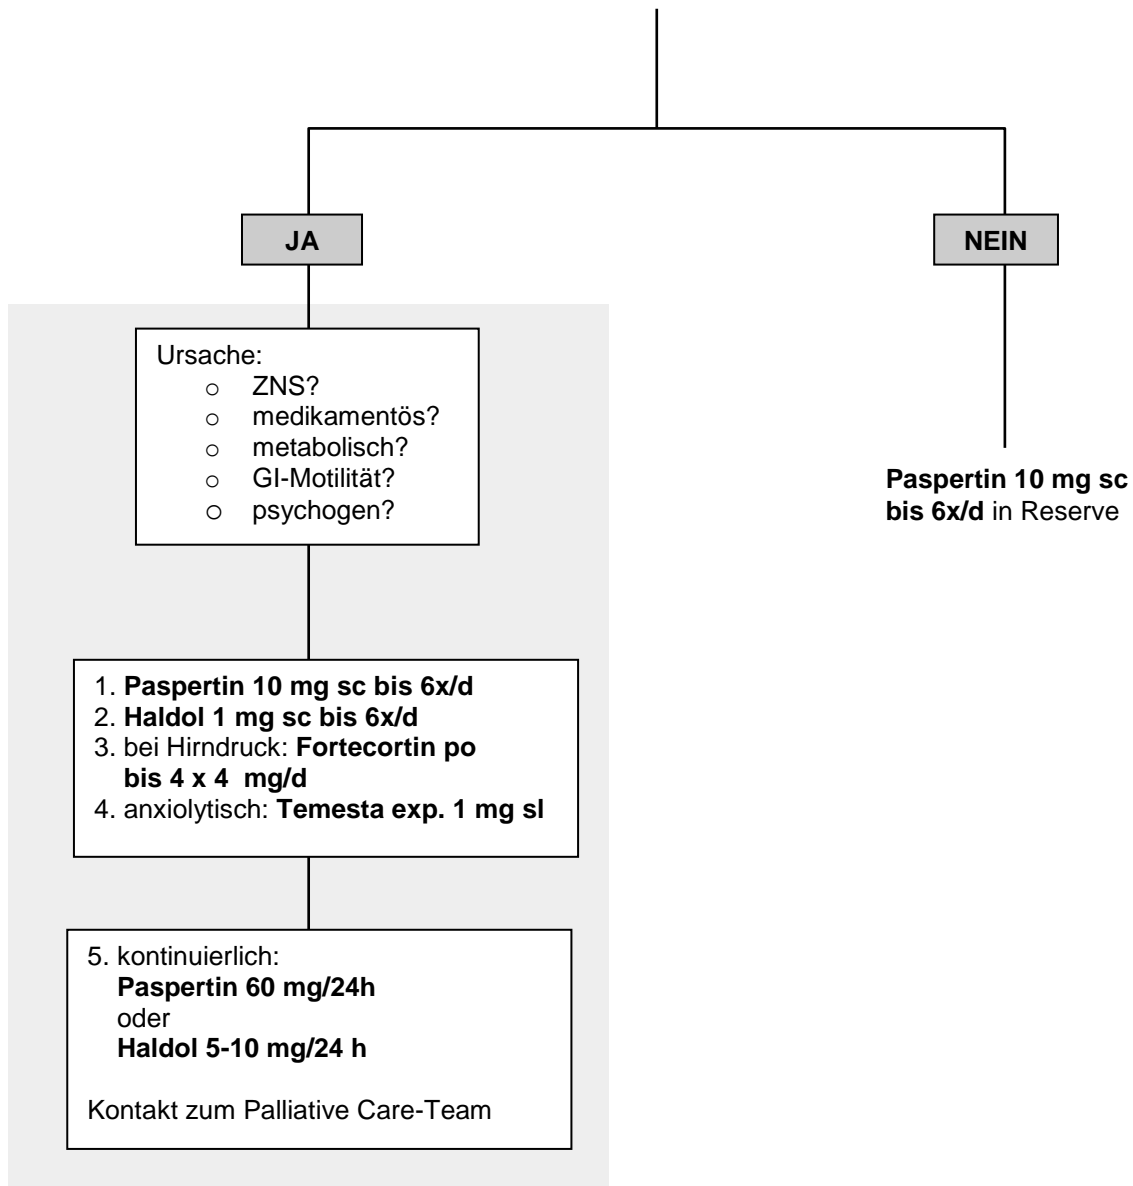 JA
NEIN
Ursache:
o ZNS?
o medikamentös?
o metabolisch?
o GI-Motilität?
o psychogen?
Paspertin 10 mg sc
bis 6x/d in Reserve
1. Paspertin 10 mg sc bis 6x/d
2. Haldol 1 mg sc bis 6x/d
3. bei Hirndruck: Fortecortin po
bis 4 x 4 mg/d
4. anxiolytisch: Temesta exp. 1 mg sl
5. kontinuierlich:
Paspertin 60 mg/24h
oder
Haldol 5-10 mg/24 h
Kontakt zum Palliative Care-Team